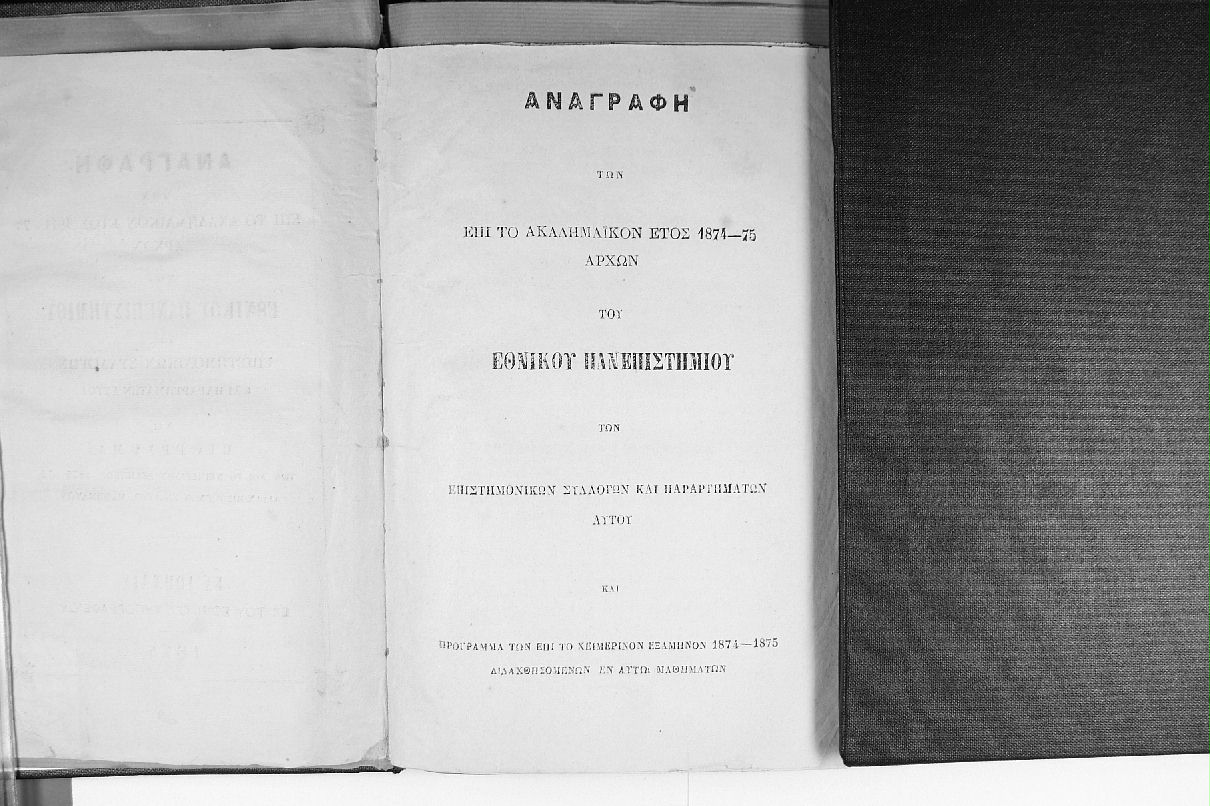 ΑΝΑΓΡΑΦΗ
ΤΩΝ
ΕΠΙ ΤΟ ΑΚΑΔΗΜΑΪΚΟΝ ΕΤΟΣ 1874—75
ΑΡΧΩΝ
ΤΟΥ
ΕΘΝΙΚΟΥ ΠΑΝΕΠΙΣΤΗΜΙΟΥ
ΤΩΝ
ΕΠΙΣΤΗΜΟΝΙΚΩΝ ΣΥΛΛΟΓΩΝ ΚΑΙ ΠΑΡΑΡΤΗΜΑΤΩΝ
ΑΥΤΟΥ
ΚΑΙ
ΠΡΟΓΡΑΜΜΑ ΤΩΝ ΕΠΙ ΤΟ ΧΕΙΜΕΡΙΝΟΝ ΕΞΑΜΗΝΟΝ 1874—1875
ΔΙΔΑΧΘΗΣΟΜΕΝΩΝ ΕΝ ΑΥΤΩι ΜΑΘΗΜΑΤΩΝ